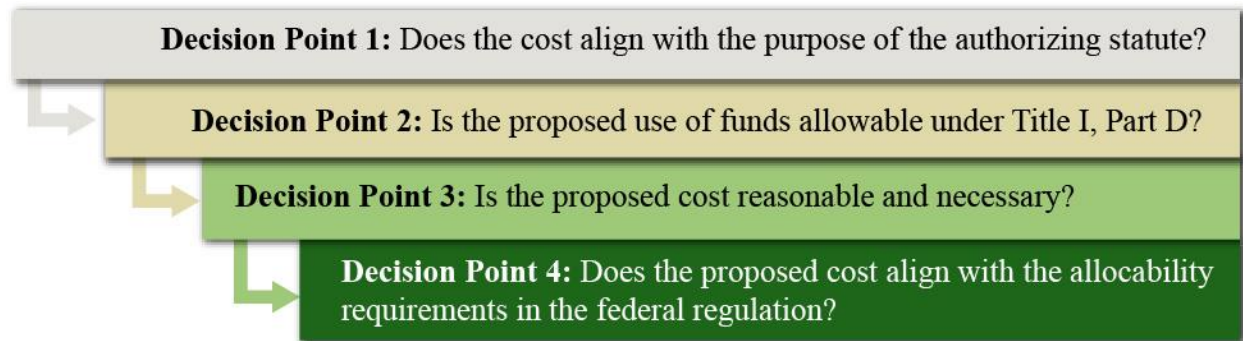 Decision Point 1: Does the cost align with the purpose of the authorizing statute?
Decision Point 2: Is the proposed use of funds allowable under Title I, Part D?
Decision Point 3: Is the proposed cost reasonable and necessary?
Decision Point 4: Does the proposed cost align with the allocability
requirements in the federal regulation?